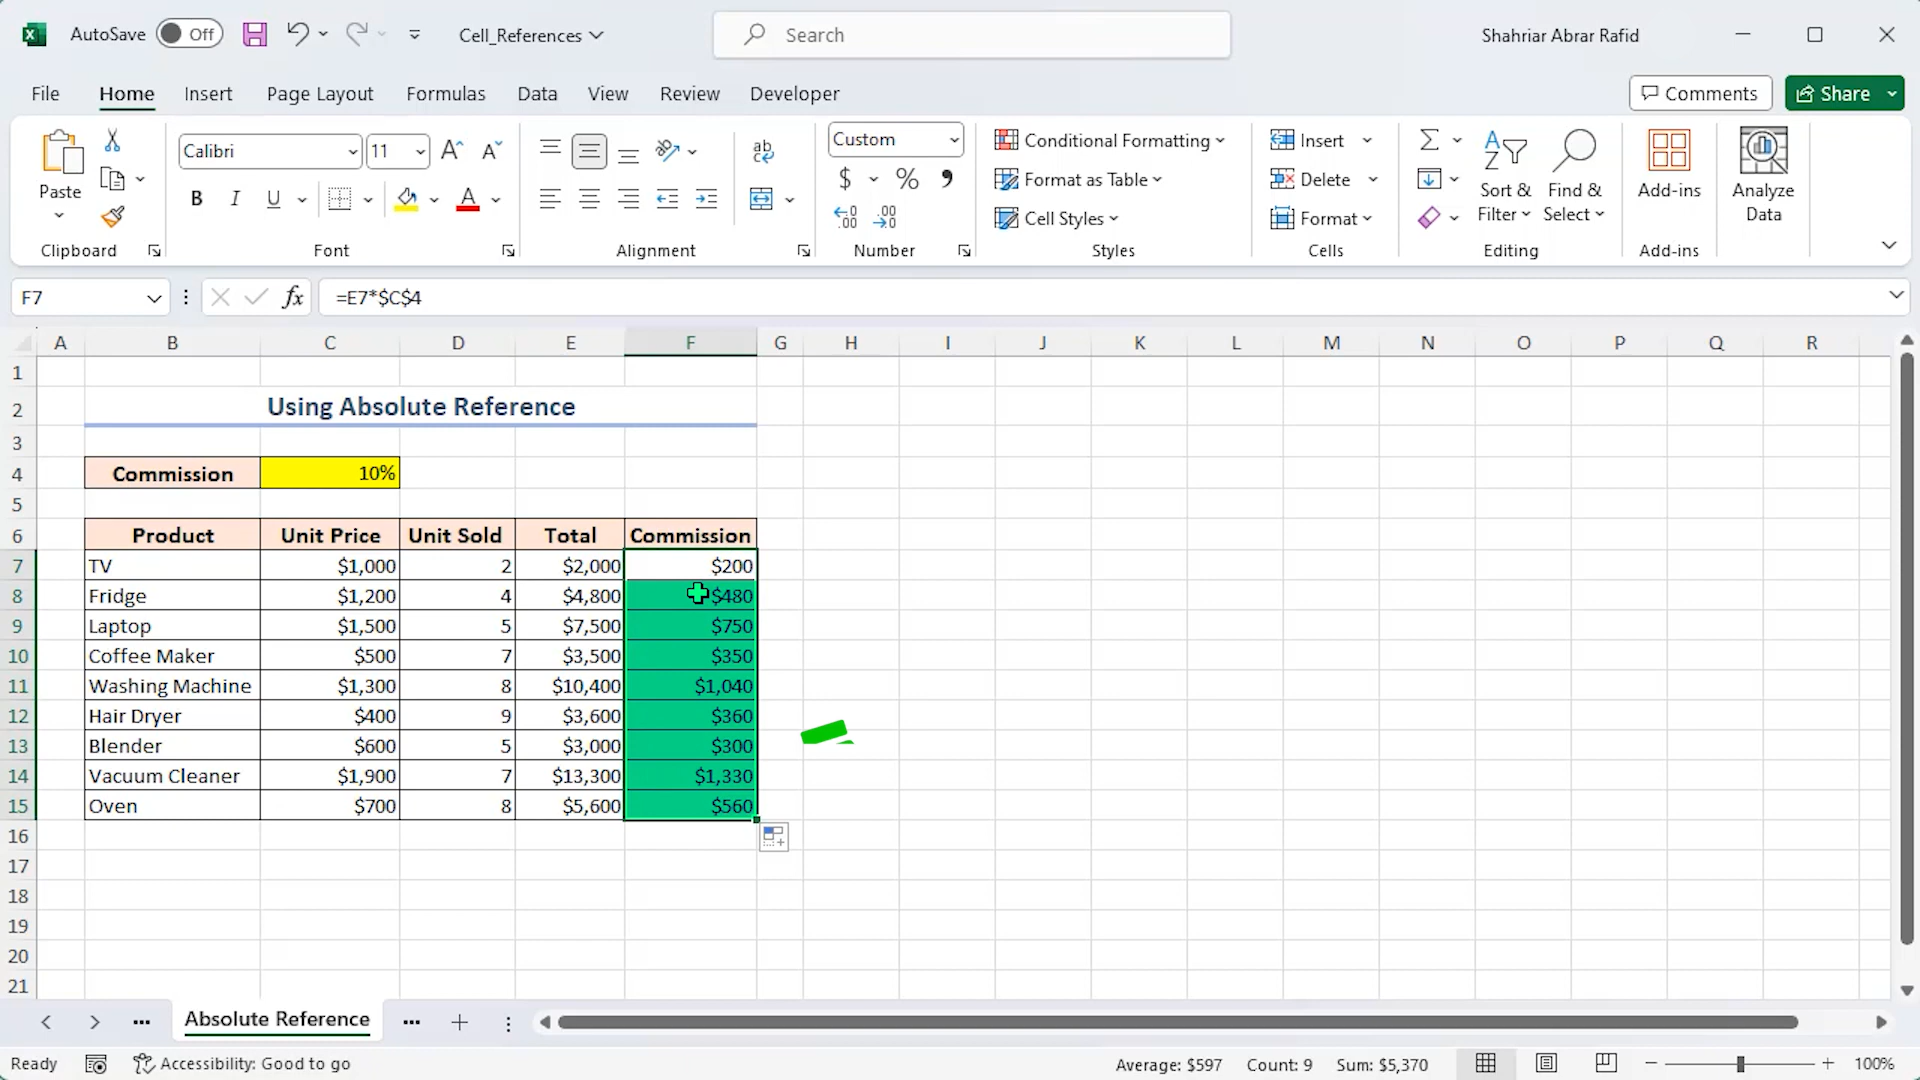 AutoSave Off Cell_References Search Shahriar Abrar Rafid
File Home Insert Page Layout Formulas Data View Review Developer Comments Share
Paste
Clipboard
Calibri 11
B I U A
Font
ab
c
Alignment
Custom
$ % ,
Number
Conditional Formatting
Format as Table
Cell Styles
Styles
Insert
Delete
Format
Cells
Sort &
Filter
Find &
Select
Editing
Add-ins
Add-ins
Analyze
Data
F7 fx =E7*$C$4
A B C D E F G H I J K L M N O P Q R
1
2 Using Absolute Reference
3
4 Commission 10%
5
6 Product Unit Price Unit Sold Total Commission
7 TV $1,000 2 $2,000 $200
8 Fridge $1,200 4 $4,800 $480
9 Laptop $1,500 5 $7,500 $750
10 Coffee Maker $500 7 $3,500 $350
11 Washing Machine $1,300 8 $10,400 $1,040
12 Hair Dryer $400 9 $3,600 $360
13 Blender $600 5 $3,000 $300
14 Vacuum Cleaner $1,900 7 $13,300 $1,330
15 Oven $700 8 $5,600 $560
16
17
18
19
20
21
... Absolute Reference ...
Ready Accessibility: Good to go Average: $597 Count: 9 Sum: $5,370 100%